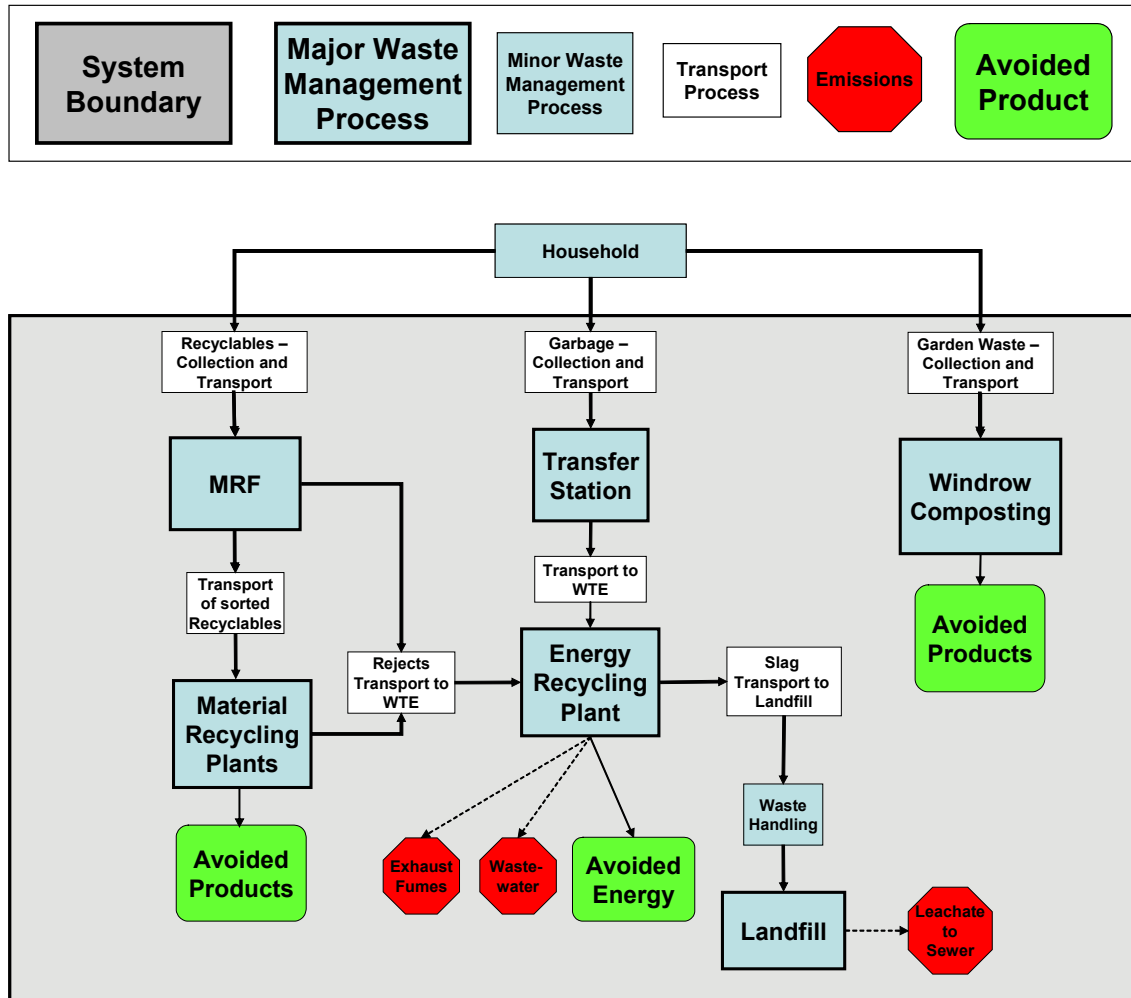 System
Boundary
Major Waste
Management
Process
Minor Waste
Management
Process
Transport
Process
Emissions
Avoided
Product
Household
Recyclables –
Collection and
Transport
Garbage –
Collection and
Transport
Garden Waste –
Collection and
Transport
MRF
Transfer
Station
Windrow
Composting
Transport
of sorted
Recyclables
Transport to
WTE
Avoided
Products
Material
Recycling
Plants
Rejects
Transport to
WTE
Energy
Recycling
Plant
Slag
Transport to
Landfill
Waste
Handling
Avoided
Products
Exhaust
Fumes
Waste-
water
Avoided
Energy
Landfill
Leachate
to
Sewer